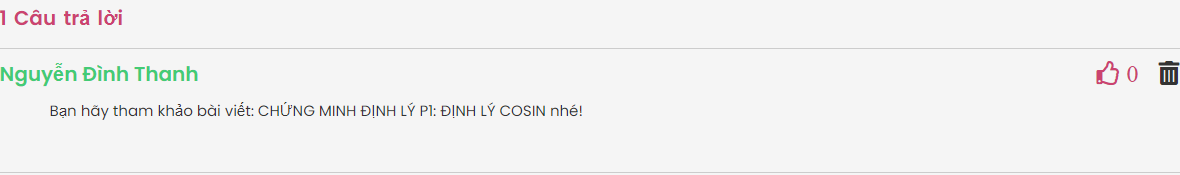 1 Câu trả lời
Nguyễn Đình Thanh
0
Bạn hãy tham khảo bài viết: CHỨNG MINH ĐỊNH LÝ P1: ĐỊNH LÝ COSIN nhé!